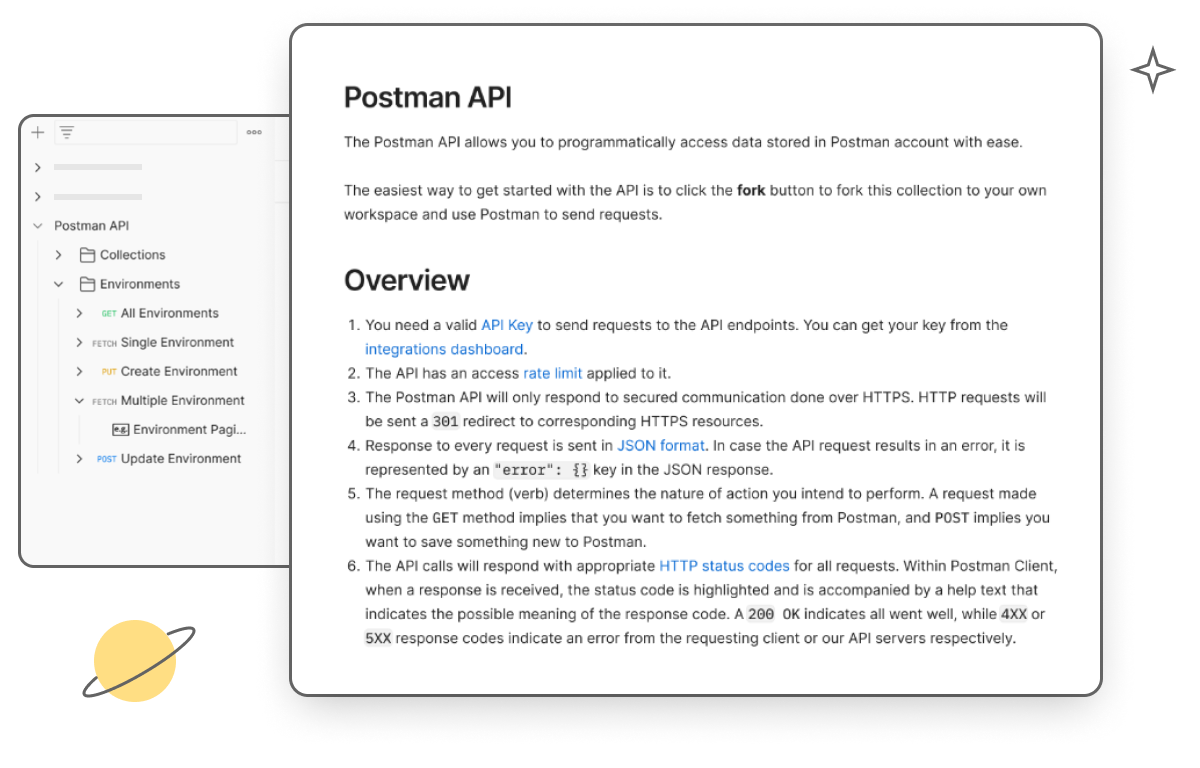 Postman API
Collections
Environments
GET All Environments
FETCH Single Environment
PUT Create Environment
FETCH Multiple Environment
e.g. Environment Pagi...
POST Update Environment
Postman API
The Postman API allows you to programmatically access data stored in Postman account with ease.
The easiest way to get started with the API is to click the fork button to fork this collection to your own
workspace and use Postman to send requests.
Overview
1. You need a valid API Key to send requests to the API endpoints. You can get your key from the
integrations dashboard.
2. The API has an access rate limit applied to it.
3. The Postman API will only respond to secured communication done over HTTPS. HTTP requests will
be sent a 301 redirect to corresponding HTTPS resources.
4. Response to every request is sent in JSON format. In case the API request results in an error, it is
represented by an "error": {} key in the JSON response.
5. The request method (verb) determines the nature of action you intend to perform. A request made
using the GET method implies that you want to fetch something from Postman, and POST implies you
want to save something new to Postman.
6. The API calls will respond with appropriate HTTP status codes for all requests. Within Postman Client,
when a response is received, the status code is highlighted and is accompanied by a help text that
indicates the possible meaning of the response code. A 200 OK indicates all went well, while 4XX or
5XX response codes indicate an error from the requesting client or our API servers respectively.